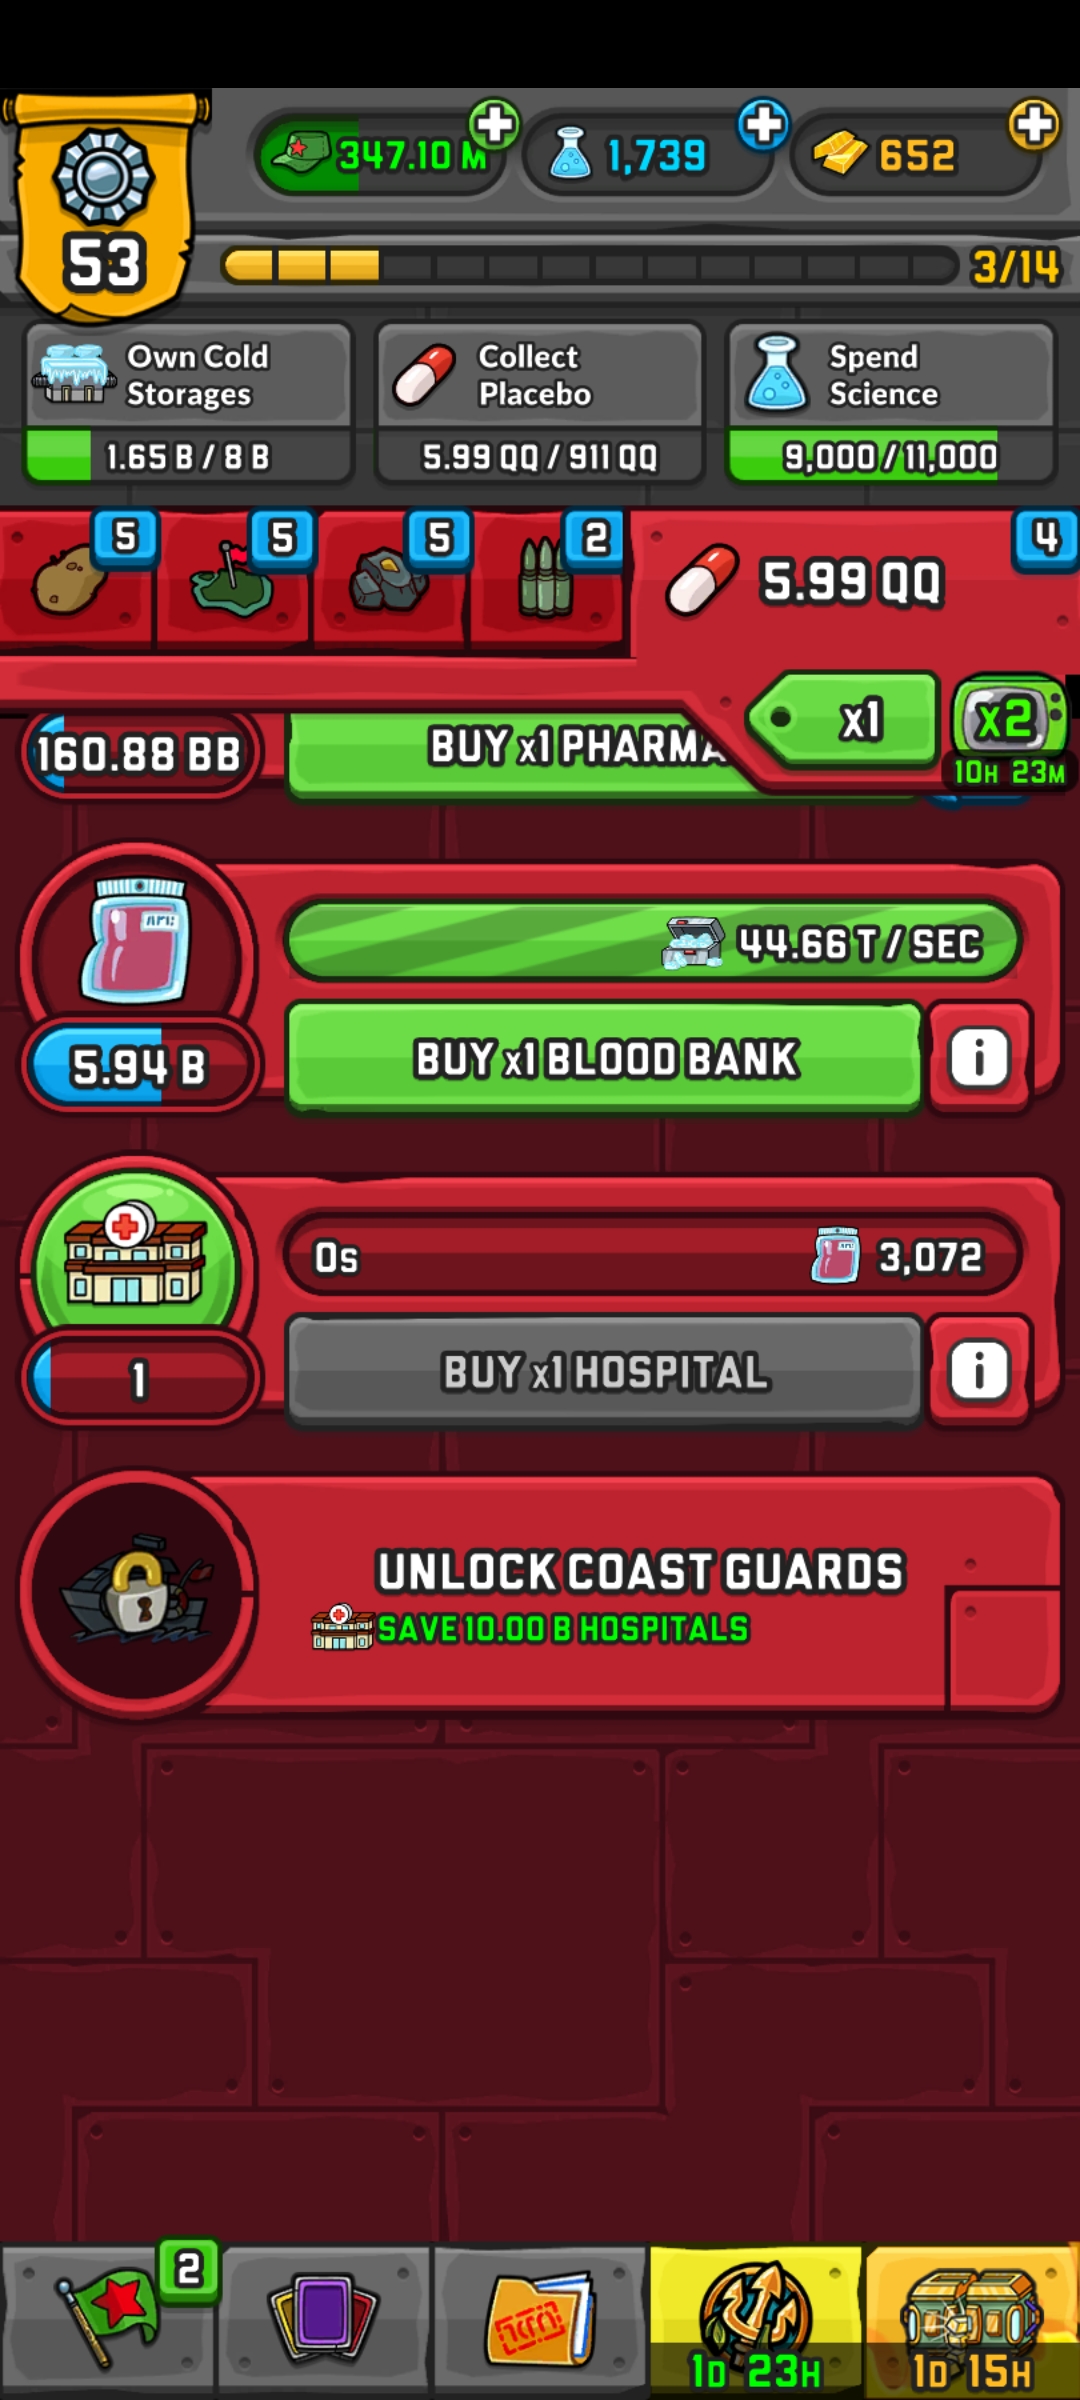 347.10 M
1,739
652
53
3/14
Own Cold
Storages
1.65 B / 8 B
Collect
Placebo
5.99 QQ / 911 QQ
Spend
Science
9,000 / 11,000
5
5
5
2
5.99 QQ
4
x1
x2
10H 23M
160.88 BB
BUY x1 PHARMA
44.66 T / SEC
5.94 B
BUY x1 BLOOD BANK
i
0s
3,072
1
BUY x1 HOSPITAL
i
UNLOCK COAST GUARDS
SAVE 10.00 B HOSPITALS
2
1D 23H
1D 15H